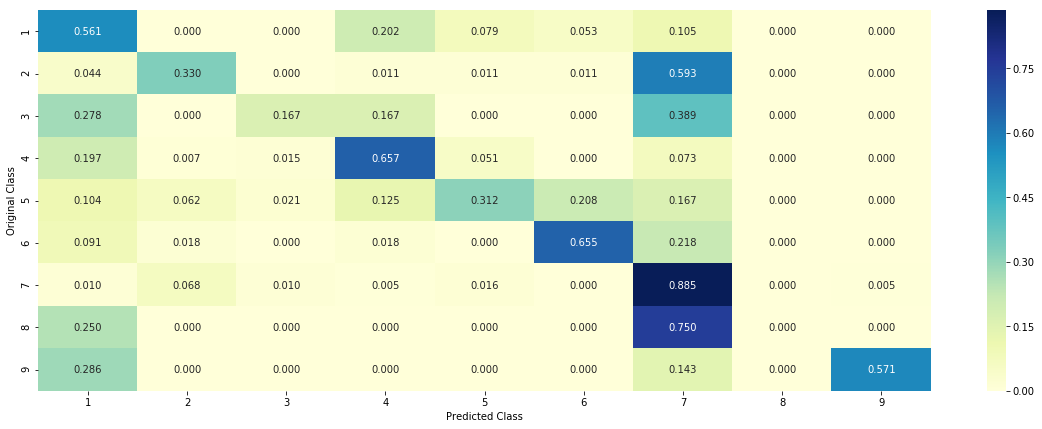 1 0.561 0.000 0.000 0.202 0.079 0.053 0.105 0.000 0.000
2 0.044 0.330 0.000 0.011 0.011 0.011 0.593 0.000 0.000
3 0.278 0.000 0.167 0.167 0.000 0.000 0.389 0.000 0.000
4 0.197 0.007 0.015 0.657 0.051 0.000 0.073 0.000 0.000
5 0.104 0.062 0.021 0.125 0.312 0.208 0.167 0.000 0.000
6 0.091 0.018 0.000 0.018 0.000 0.655 0.218 0.000 0.000
7 0.010 0.068 0.010 0.005 0.016 0.000 0.885 0.000 0.005
8 0.250 0.000 0.000 0.000 0.000 0.000 0.750 0.000 0.000
9 0.286 0.000 0.000 0.000 0.000 0.000 0.143 0.000 0.571
1 2 3 4 5 6 7 8 9
Predicted Class
Original Class
0.75
0.60
0.45
0.30
0.15
0.00